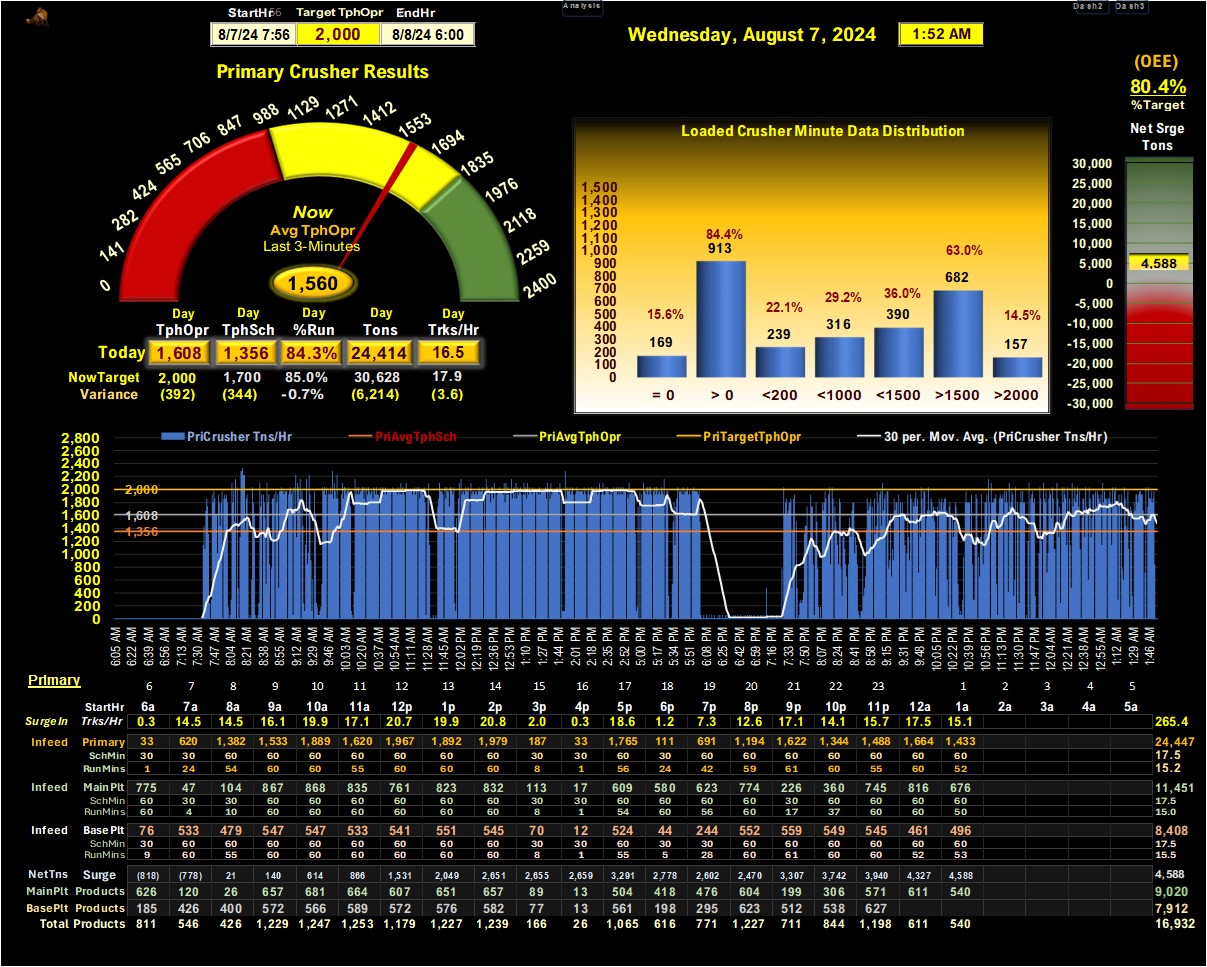 StartHr Target TphOpr EndHr
8/7/24 7:56 2,000 8/8/24 6:00
Analysis
Dash2 Dash3
Wednesday, August 7, 2024 1:52 AM
(OEE)
80.4%
%Target
Net Srge
Tons
30,000
25,000
20,000
15,000
10,000
5,000
4,588
0
-5,000
-10,000
-15,000
-20,000
-25,000
-30,000
Primary Crusher Results
0 141 282 424 565 706 847 988 1129 1271 1412 1553 1694 1835 1976 2118 2259 2400
Now
Avg TphOpr
Last 3-Minutes
1,560
Day Day Day Day Day
TphOpr TphSch %Run Tons Trks/Hr
Today 1,608 1,356 84.3% 24,414 16.5
NowTarget 2,000 1,700 85.0% 30,628 17.9
Variance (392) (344) -0.7% (6,214) (3.6)
Loaded Crusher Minute Data Distribution
1,500
1,400
1,300
1,200
1,100
1,000
900
800
700
600
500
400
300
200
100
0
15.6% 84.4% 22.1% 29.2% 36.0% 63.0% 14.5%
169 913 239 316 390 682 157
= 0 > 0 <200 <1000 <1500 >1500 >2000
PriCrusher Tns/Hr PriAvgTphSch PriAvgTphOpr PriTargetTphOpr 30 per. Mov. Avg. (PriCrusher Tns/Hr)
2,800
2,600
2,400
2,200
2,000
1,800
1,600
1,400
1,200
1,000
800
600
400
200
0
2,000
1,608
1,356
6:05 AM 6:22 AM 6:39 AM 6:56 AM 7:13 AM 7:30 AM 7:47 AM 8:04 AM 8:21 AM 8:38 AM 8:55 AM 9:12 AM 9:29 AM 9:46 AM 10:03 AM 10:20 AM 10:37 AM 10:54 AM 11:11 AM 11:28 AM 11:45 AM 12:02 PM 12:19 PM 12:36 PM 12:53 PM 1:10 PM 1:27 PM 1:44 PM 2:01 PM 2:18 PM 2:35 PM 2:52 PM 5:00 PM 5:17 PM 5:34 PM 5:51 PM 6:08 PM 6:25 PM 6:42 PM 6:59 PM 7:16 PM 7:33 PM 7:50 PM 8:07 PM 8:24 PM 8:41 PM 8:58 PM 9:15 PM 9:31 PM 9:48 PM 10:05 PM 10:22 PM 10:39 PM 10:56 PM 11:13 PM 11:30 PM 11:47 PM 12:04 AM 12:21 AM 12:38 AM 12:55 AM 1:12 AM 1:29 AM 1:46 AM
Primary
6 7 8 9 10 11 12 13 14 15 16 17 18 19 20 21 22 23 1 2 3 4 5
StartHr 6a 7a 8a 9a 10a 11a 12p 1p 2p 3p 4p 5p 6p 7p 8p 9p 10p 11p 12a 1a 2a 3a 4a 5a
SurgeIn Trks/Hr 0.3 14.5 14.5 16.1 19.9 17.1 20.7 19.9 20.8 2.0 0.3 18.6 1.2 7.3 12.6 17.1 14.1 15.7 17.5 15.1 265.4
Infeed Primary 33 620 1,382 1,533 1,889 1,620 1,967 1,892 1,979 187 33 1,765 111 691 1,194 1,622 1,344 1,488 1,664 1,433 24,447
SchMin 30 30 60 60 60 60 60 60 60 30 30 60 30 60 60 60 60 60 60 60 17.5
RunMins 1 24 54 60 60 55 60 60 60 8 1 56 24 42 59 61 60 55 60 52 15.2
Infeed MainPlt 775 47 104 867 868 835 761 823 832 113 17 609 580 623 774 226 360 745 816 676 11,451
SchMin 60 30 30 60 60 60 60 60 60 30 30 60 60 60 60 30 60 60 60 60 17.5
RunMins 60 4 10 60 60 60 60 60 60 8 1 50 54 56 60 17 37 60 60 50 15.0
Infeed BasePlt 76 533 479 547 547 533 541 551 545 70 12 524 44 244 552 559 549 545 461 496 8,408
SchMin 30 60 60 60 60 60 60 60 60 30 30 60 30 60 60 60 60 60 60 60 17.5
RunMins 9 60 55 60 60 60 60 60 60 8 1 55 5 28 60 61 60 60 52 53 15.5
NetTns Surge (818) (778) 21 140 614 866 1,531 2,049 2,651 2,655 2,659 3,291 2,778 2,602 2,470 3,307 3,742 3,940 4,327 4,588 4,588
MainPlt Products 626 120 26 657 681 664 607 651 657 89 13 504 418 476 604 199 306 571 611 540 9,020
BasePlt Products 185 426 400 572 566 589 572 576 582 77 13 561 198 295 623 512 538 627 7,912
Total Products 811 546 426 1,229 1,247 1,253 1,179 1,227 1,239 166 26 1,065 616 771 1,227 711 844 1,198 611 540 16,932